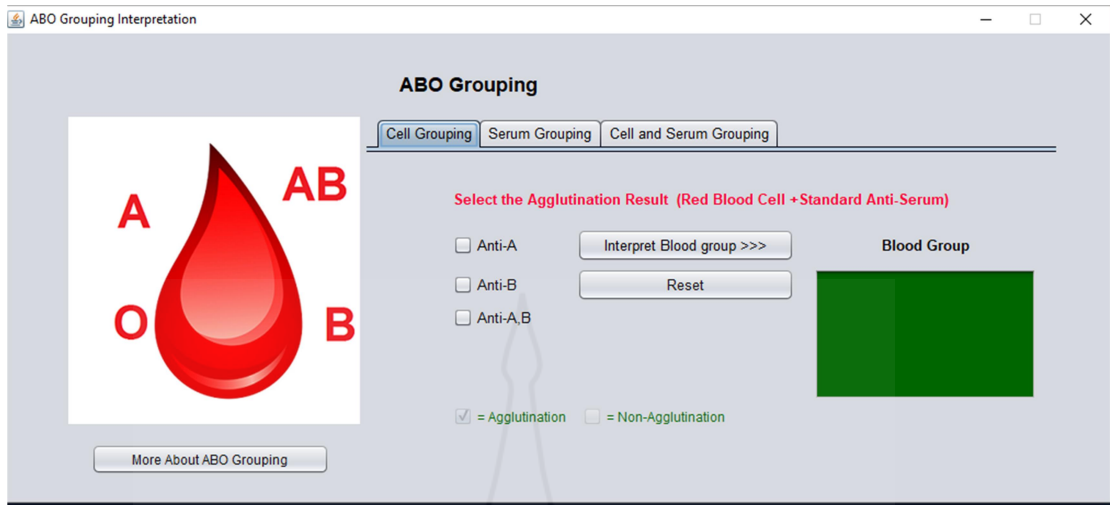 ABO Grouping Interpretation
ABO Grouping
Cell Grouping
Serum Grouping
Cell and Serum Grouping
A
AB
O
B
Select the Agglutination Result (Red Blood Cell +Standard Anti-Serum)
Anti-A
Interpret Blood group >>>
Blood Group
Anti-B
Reset
Anti-A,B
= Agglutination
= Non-Agglutination
More About ABO Grouping